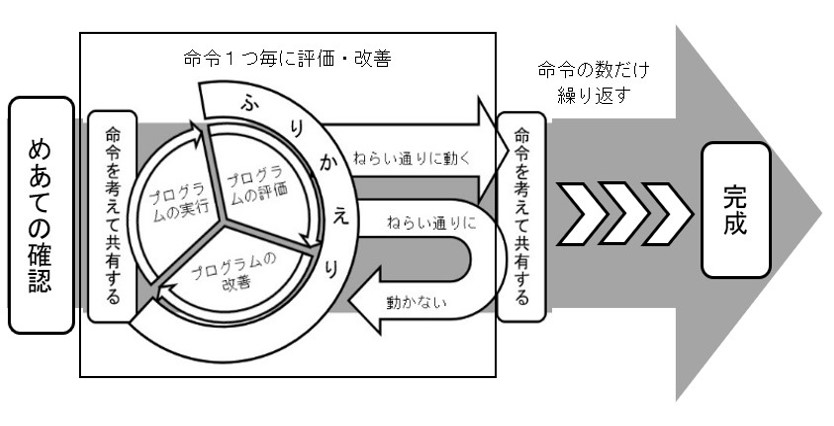 命令１つ毎に評価・改善
命令の数だけ
繰り返す
めあての確認
命令を考えて共有する
ふりかえり
プログラ
ムの実行
プログラ
ムの評価
プログラムの
改善
ねらい通りに動く
ねらい通りに
動かない
命令を考えて共有する
完成